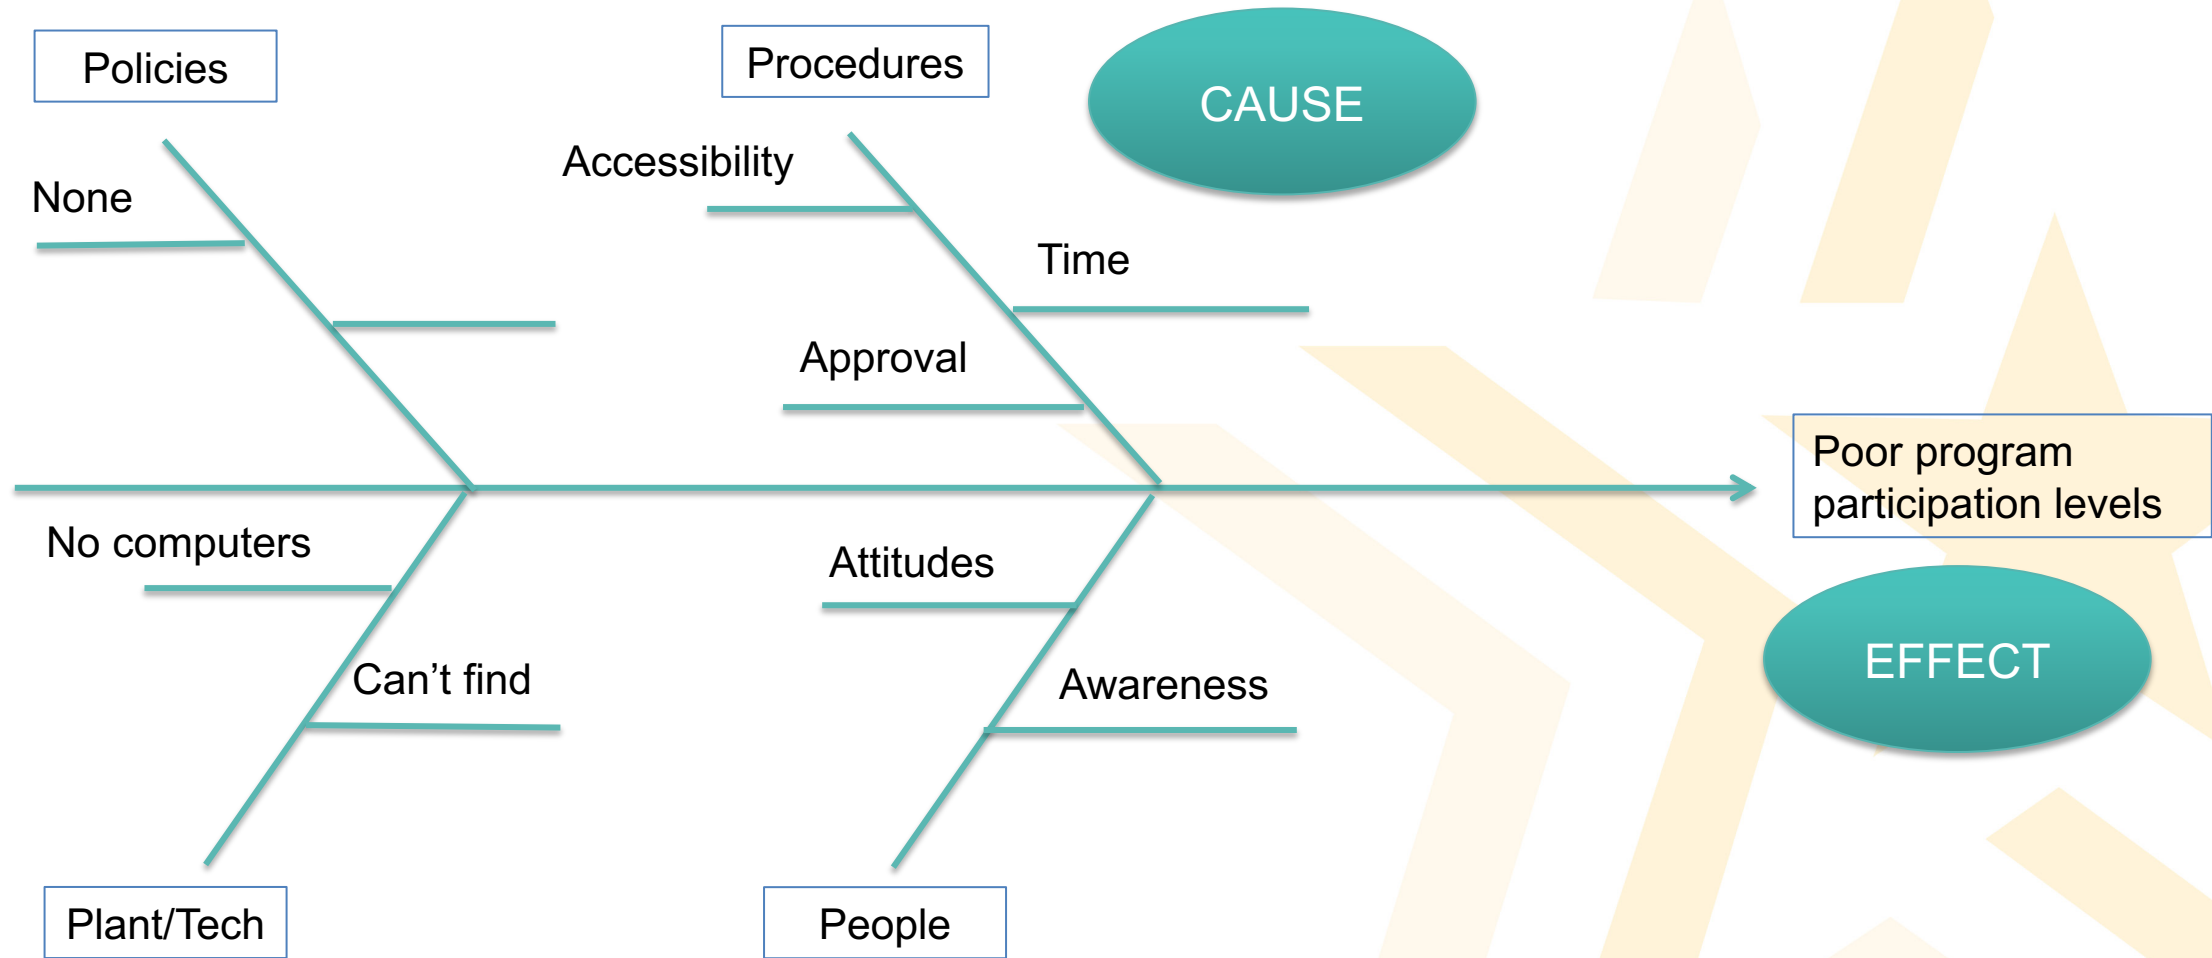 Policies
Procedures
CAUSE
Accessibility
None
Time
Approval
Poor program
participation levels
No computers
Attitudes
EFFECT
Can’t find
Awareness
Plant/Tech
People